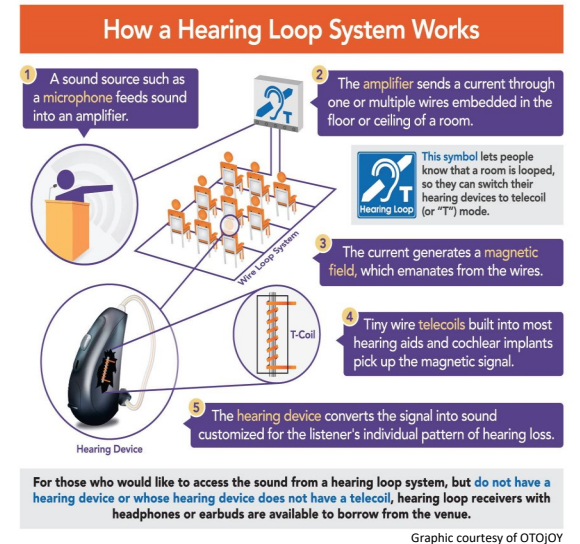 How a Hearing Loop System Works
1
A sound source such as
a microphone feeds sound
into an amplifier.
T
2
The amplifier sends a current through
one or multiple wires embedded in the
floor or ceiling of a room.
T
Hearing Loop
This symbol lets people
know that a room is looped,
so they can switch their
hearing devices to telecoil
(or "T") mode.
Wire Loop System
3
The current generates a magnetic
field, which emanates from the wires.
T-Coil
4
Tiny wire telecoils built into most
hearing aids and cochlear implants
pick up the magnetic signal.
Hearing Device
5
The hearing device converts the signal into sound
customized for the listener's individual pattern of hearing loss.
For those who would like to access the sound from a hearing loop system, but do not have a
hearing device or whose hearing device does not have a telecoil, hearing loop receivers with
headphones or earbuds are available to borrow from the venue.
Graphic courtesy of OTOjOY